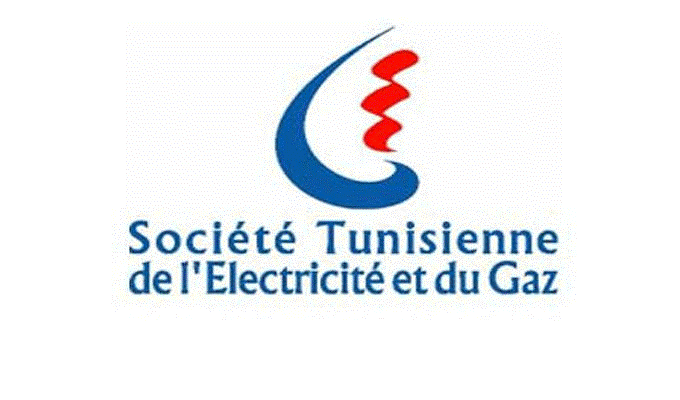 Société Tunisienne
de l'Electricité et du Gaz